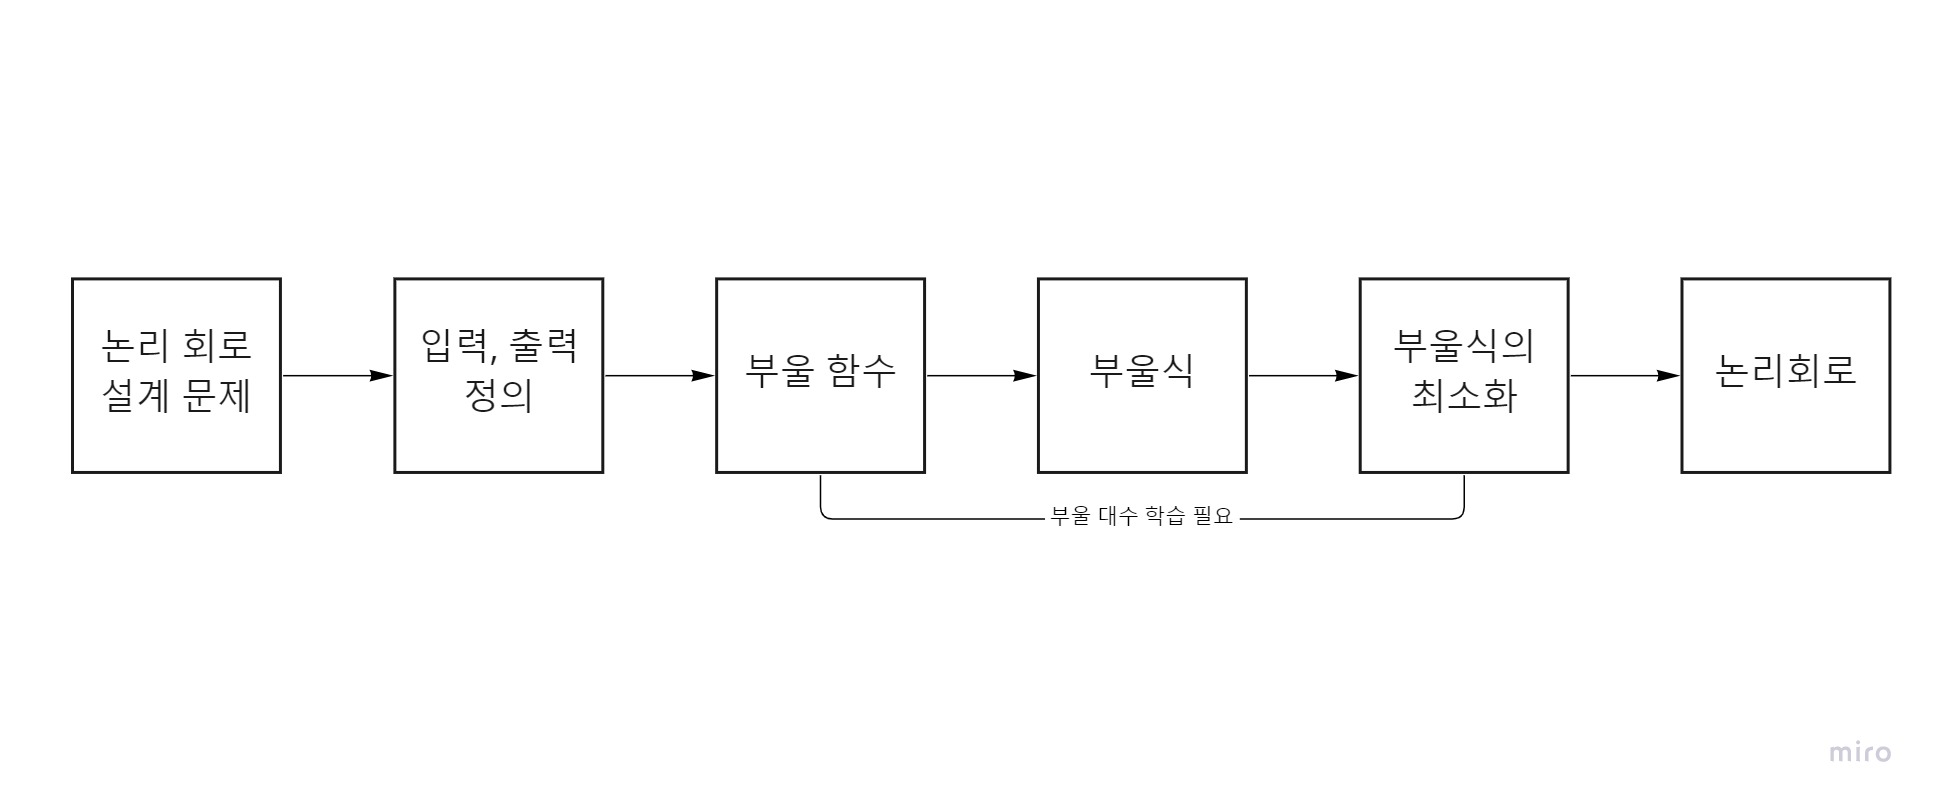 논리 회로
설계 문제
입력, 출력
정의
부울 함수
부울식
부울식의
최소화
논리회로
부울 대수 학습 필요
miro